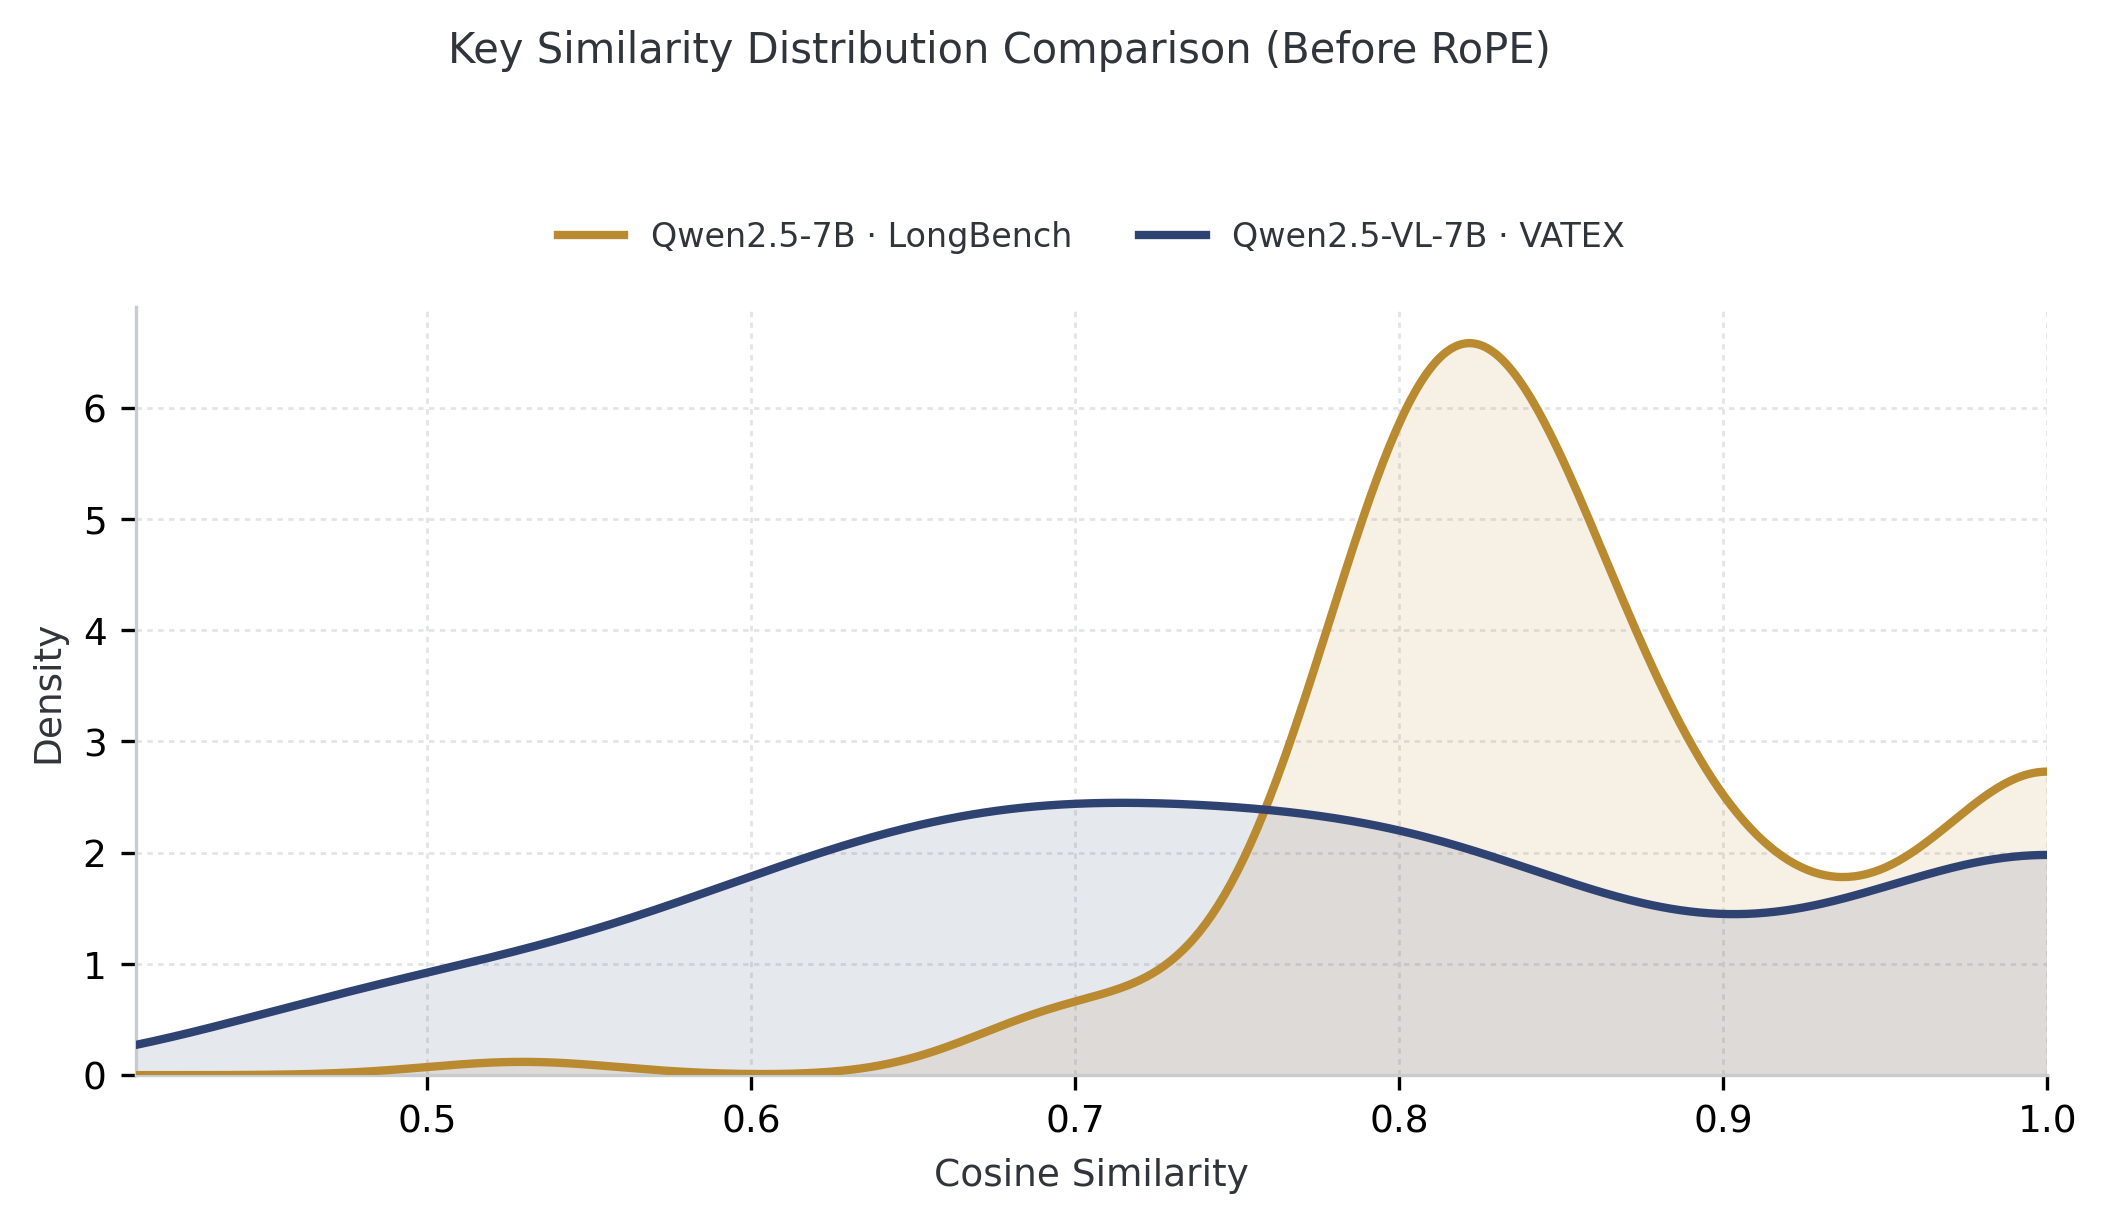 Key Similarity Distribution Comparison (Before RoPE)
Qwen2.5-7B · LongBench
Qwen2.5-VL-7B · VATEX
Density
6
5
4
3
2
1
0
0.5
0.6
0.7
0.8
0.9
1.0
Cosine Similarity